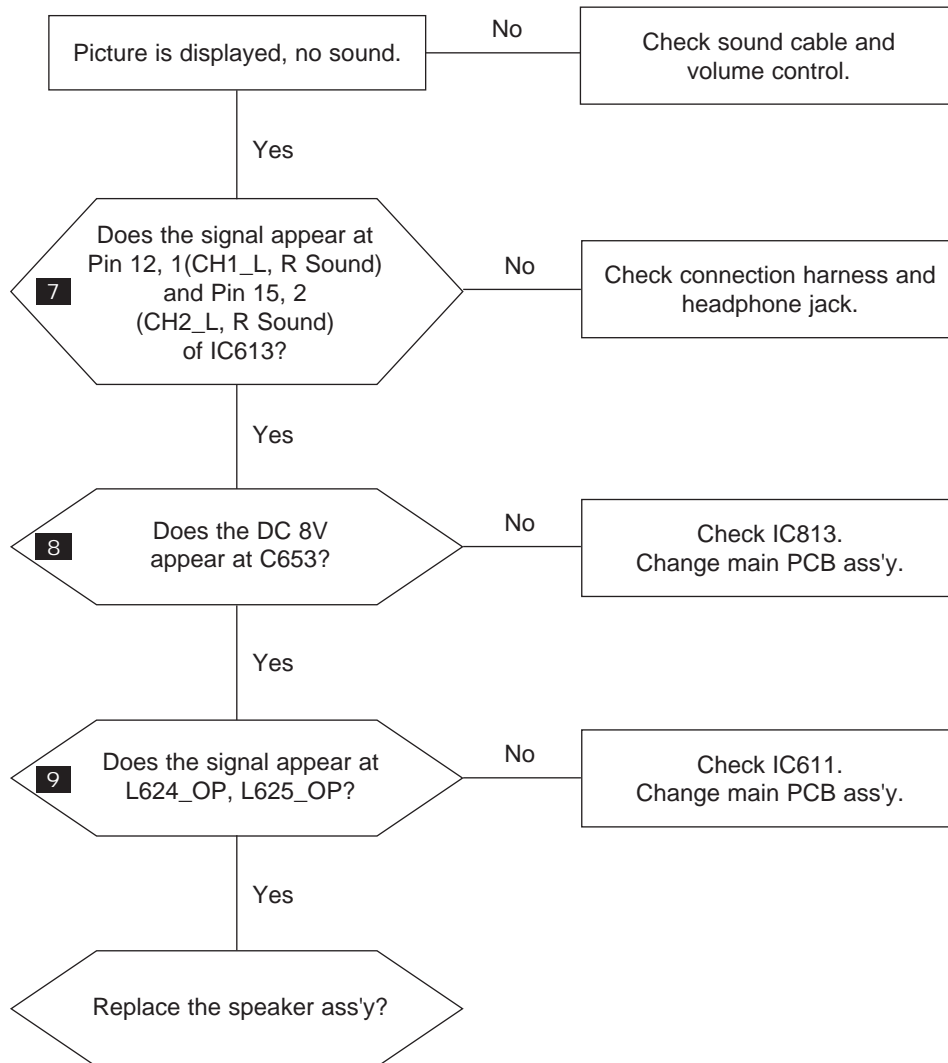 Picture is displayed, no sound.
No
Check sound cable and
volume control.
Yes
Does the signal appear at
Pin 12, 1(CH1_L, R Sound)
and Pin 15, 2
(CH2_L, R Sound)
of IC613?
7
No
Check connection harness and
headphone jack.
Yes
8
Does the DC 8V
appear at C653?
No
Check IC813.
Change main PCB ass'y.
Yes
9
Does the signal appear at
L624_OP, L625_OP?
No
Check IC611.
Change main PCB ass'y.
Yes
Replace the speaker ass'y?